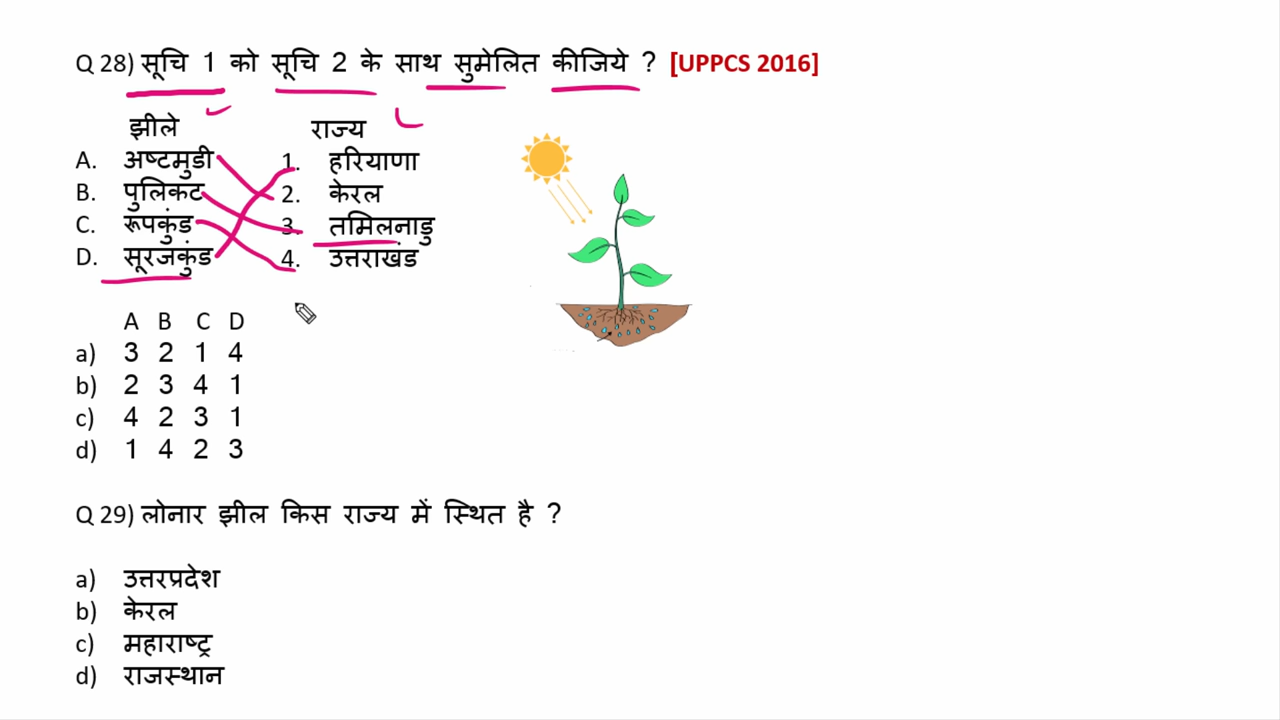 Q 28) सूचि 1 को सूचि 2 के साथ सुमेलित कीजिये ? [UPPCS 2016]
झीले राज्य
A. अष्टमुडी 1. हरियाणा
B. पुलिकट 2. केरल
C. रूपकुंड 3. तमिलनाडु
D. सूरजकुंड 4. उत्तराखंड
A B C D
a) 3 2 1 4
b) 2 3 4 1
c) 4 2 3 1
d) 1 4 2 3
Q 29) लोनार झील किस राज्य में स्थित है ?
a) उत्तरप्रदेश
b) केरल
c) महाराष्ट्र
d) राजस्थान